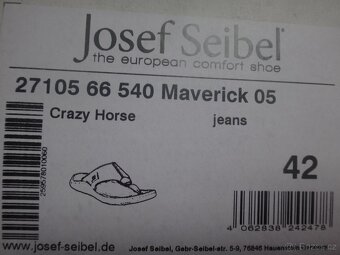 Josef Seibel
the european comfort shoe
27105 66 540 Maverick 05
Crazy Horse jeans
42
259578010060
4 062838 242478
www.josef-seibel.de
Josef Seibel, Gebr-Seibel-str. 5-9, 76846 Hauenstein